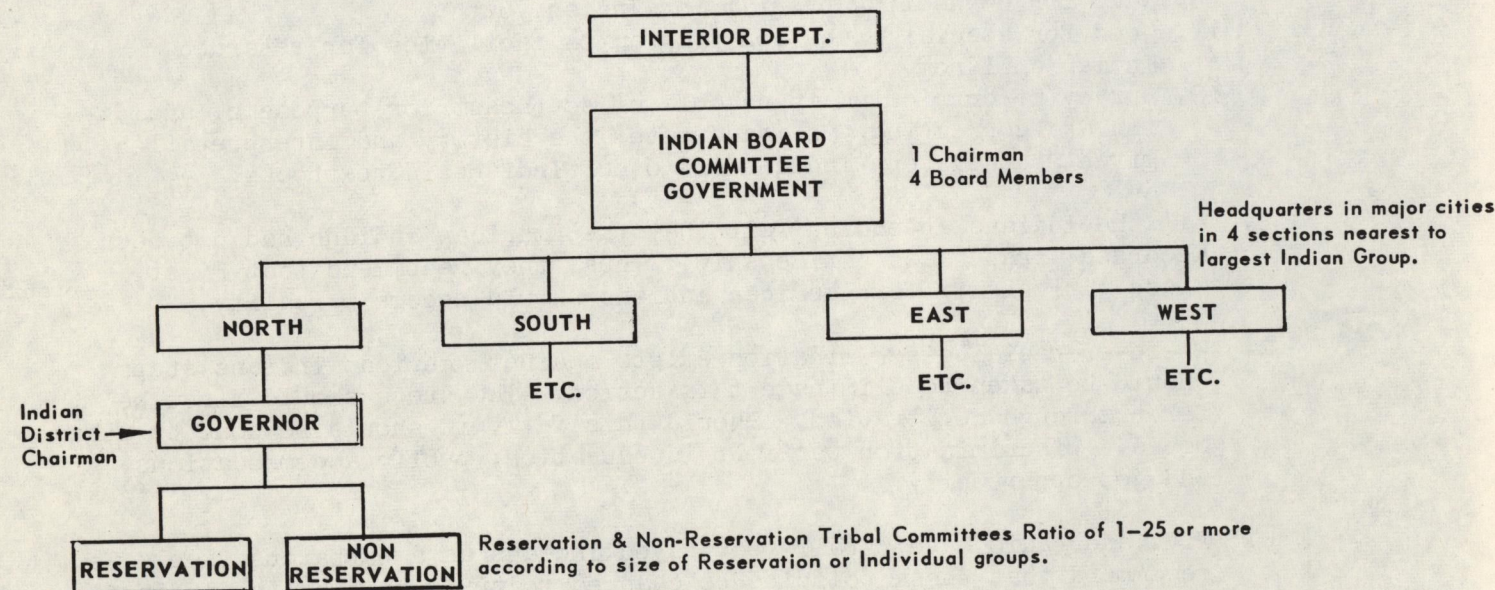 INTERIOR DEPT.
INDIAN BOARD
COMMITTEE
GOVERNMENT
1 Chairman
4 Board Members
Headquarters in major cities
in 4 sections nearest to
largest Indian Group.
NORTH
SOUTH
EAST
WEST
ETC.
ETC.
ETC.
Indian
District
Chairman
GOVERNOR
RESERVATION
NON
RESERVATION
Reservation & Non-Reservation Tribal Committees Ratio of 1–25 or more
according to size of Reservation or Individual groups.